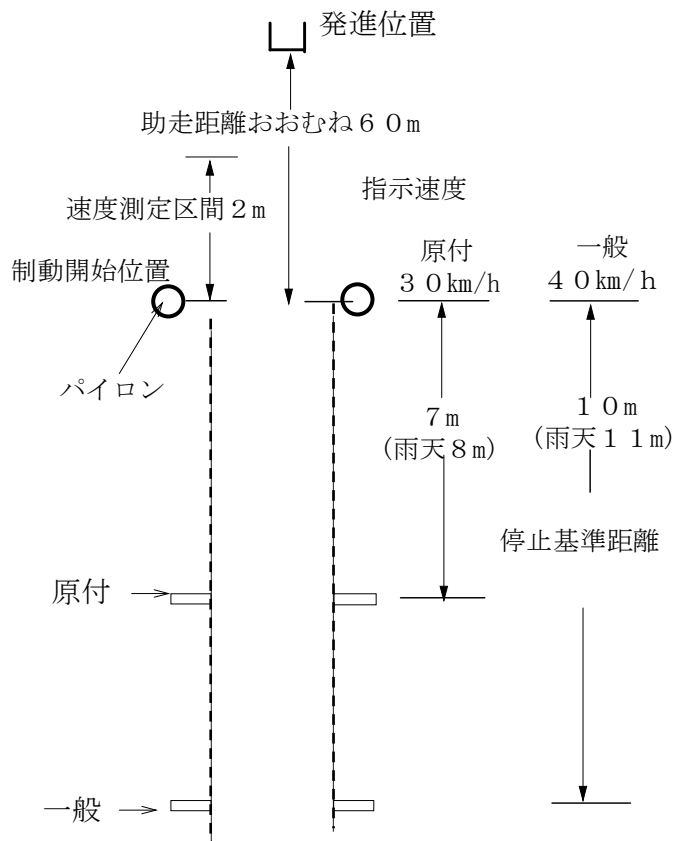 発進位置
助走距離おおむね６０ｍ
速度測定区間２ｍ
指示速度
制動開始位置
原付
３０㎞/h
一般
４０㎞/ｈ
パイロン
７ｍ
（雨天８ｍ）
１０ｍ
（雨天１１ｍ）
停止基準距離
原付
一般